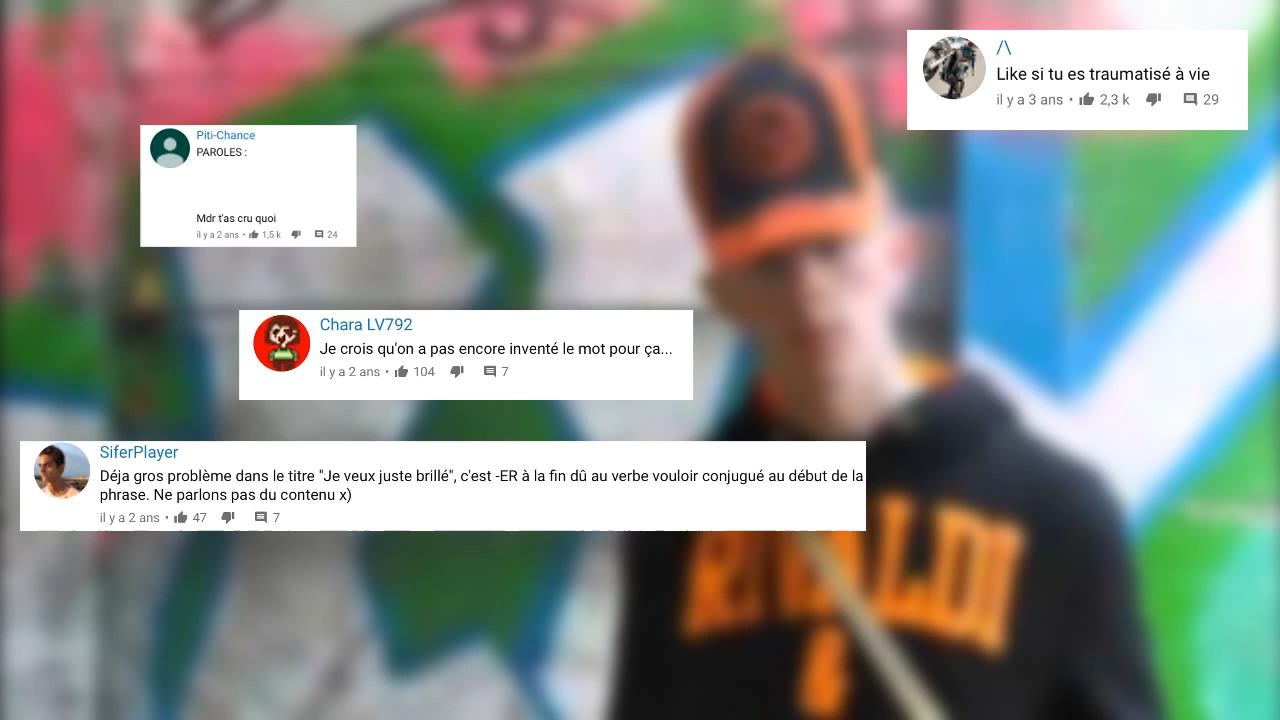 /\
Like si tu es traumatisé à vie
il y a 3 ans • 2,3 k 29
Piti-Chance
PAROLES :
Mdr t'as cru quoi
il y a 2 ans • 1,5 k 24
Chara LV792
Je crois qu'on a pas encore inventé le mot pour ça...
il y a 2 ans • 104 7
SiferPlayer
Déja gros problème dans le titre "Je veux juste brillé", c'est -ER à la fin dû au verbe vouloir conjugué au début de la
phrase. Ne parlons pas du contenu x)
il y a 2 ans • 47 7